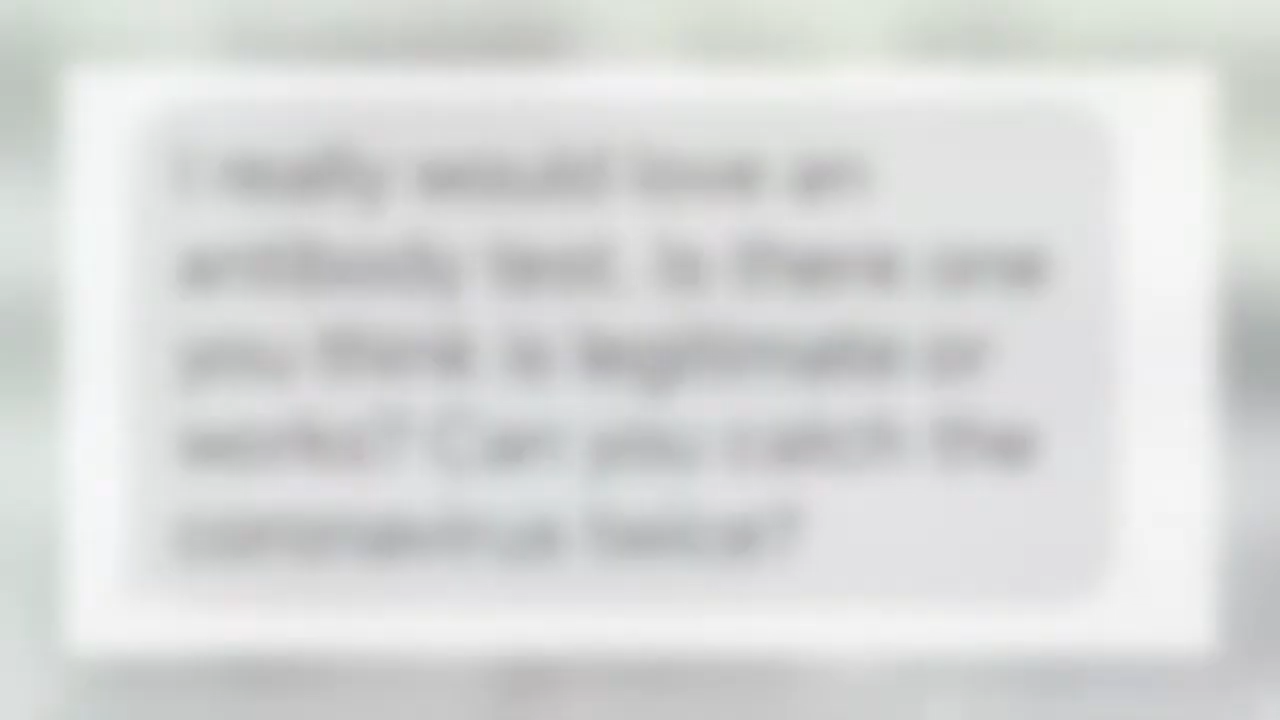 I really would love an
antibody test. Is there one
you think is legitimate or
works? Can you catch the
coronavirus twice?